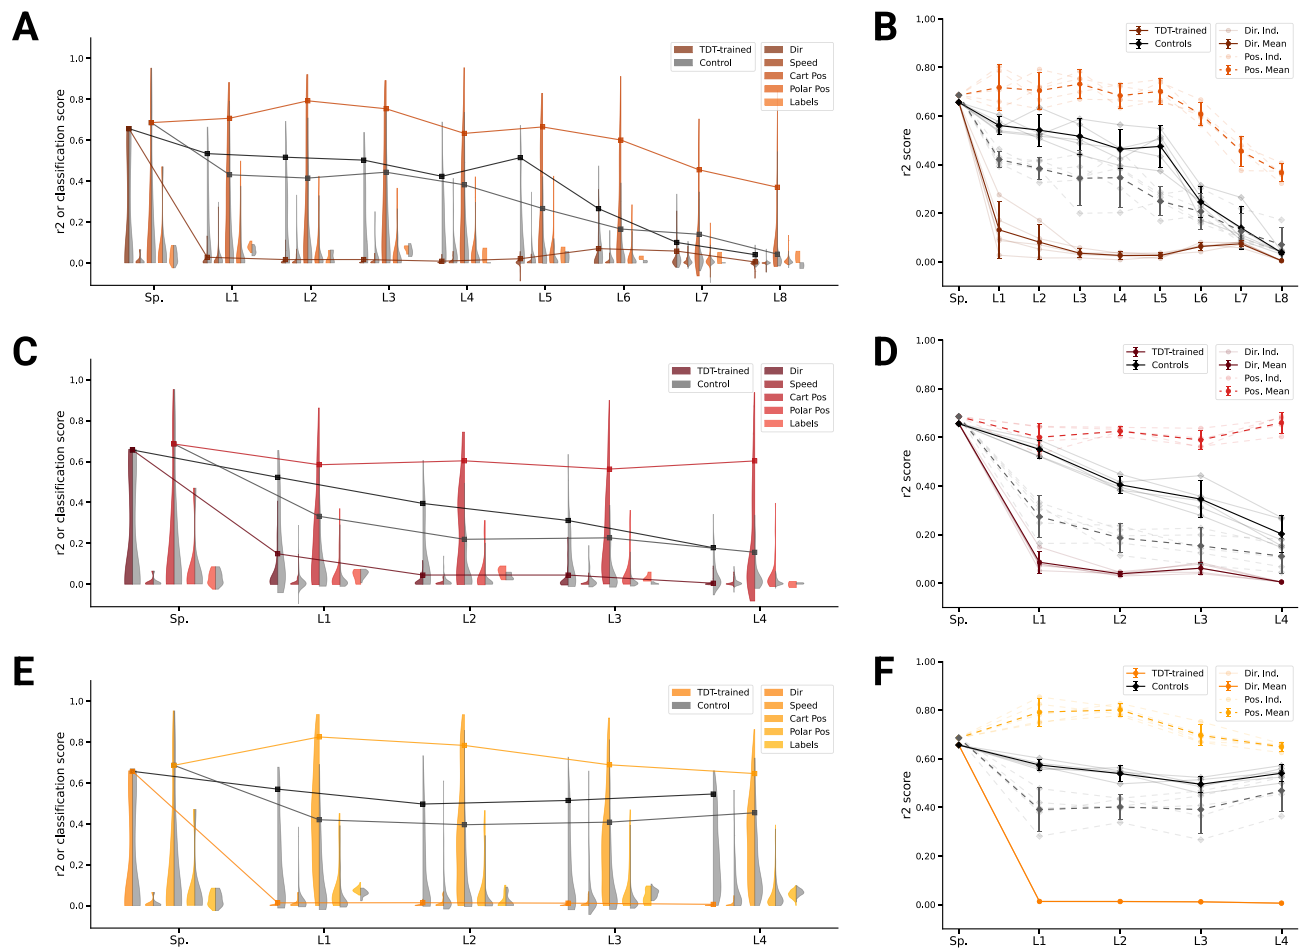 A
r2 or classification score
1.0
0.8
0.6
0.4
0.2
0.0
Sp. L1 L2 L3 L4 L5 L6 L7 L8
TDT-trained
Control
Dir
Speed
Cart Pos
Polar Pos
Labels
B
r2 score
1,00
0,80
0,60
0,40
0,20
0,00
Sp. L1 L2 L3 L4 L5 L6 L7 L8
TDT-trained
Controls
Dir. Ind.
Dir. Mean
Pos. Ind.
Pos. Mean
C
r2 or classification score
1,0
0.8
0.6
0.4
0.2
0.0
Sp. L1 L2 L3 L4
TDT-trained
Control
Dir
Speed
Cart Pos
Polar Pos
Labels
D
r2 score
1,00
0,80
0,60
0,40
0,20
0,00
Sp. L1 L2 L3 L4
TDT-trained
Controls
Dir. Ind.
Dir. Mean
Pos. Ind.
Pos. Mean
E
r2 or classification score
1.0
0.8
0.6
0.4
0.2
0.0
Sp. L1 L2 L3 L4
TDT-trained
Control
Dir
Speed
Cart Pos
Polar Pos
Labels
F
r2 score
1,00
0,80
0,60
0,40
0,20
0,00
Sp. L1 L2 L3 L4
TDT-trained
Controls
Dir. Ind.
Dir. Mean
Pos. Ind.
Pos. Mean